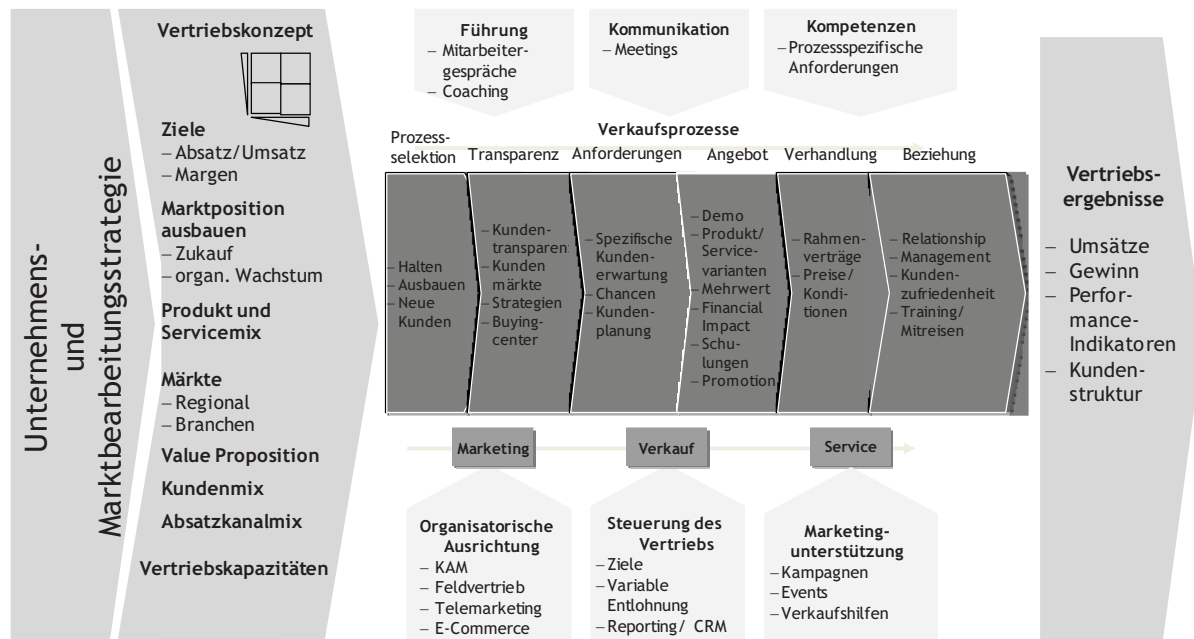 Unternehmens-
und
Marktbearbeitungsstrategie
Vertriebskonzept
Ziele
– Absatz/Umsatz
– Margen
Marktposition
ausbauen
– Zukauf
– organ. Wachstum
Produkt und
Servicemix
Märkte
– Regional
– Branchen
Value Proposition
Kundenmix
Absatzkanalmix
Vertriebskapazitäten
Führung
– Mitarbeiter-
gespräche
– Coaching
Kommunikation
– Meetings
Kompetenzen
– Prozessspezifische
Anforderungen
Verkaufsprozesse
Prozess-
selektion
Transparenz
Anforderungen
Angebot
Verhandlung
Beziehung
– Halten
– Ausbauen
– Neue
Kunden
– Kunden-
transparen
– Kunden
märkte
– Strategien
– Buying-
center
– Spezifische
Kunden-
erwartung
– Chancen
– Kunden-
planung
– Demo
– Produkt/
Service-
varianten
– Mehrwert
– Financial
Impact
– Schu-
lungen
– Promotion
– Rahmen-
verträge
– Preise/
Kondi-
tionen
– Relationship
– Management
– Kunden-
zufriedenheit
– Training/
Mitreisen
Marketing
Verkauf
Service
Organisatorische
Ausrichtung
– KAM
– Feldvertrieb
– Telemarketing
– E-Commerce
Steuerung des
Vertriebs
– Ziele
– Variable
Entlohnung
– Reporting/ CRM
Marketing-
unterstützung
– Kampagnen
– Events
– Verkaufshilfen
Vertriebs-
ergebnisse
– Umsätze
– Gewinn
– Perfor-
mance-
Indikatoren
– Kunden-
struktur